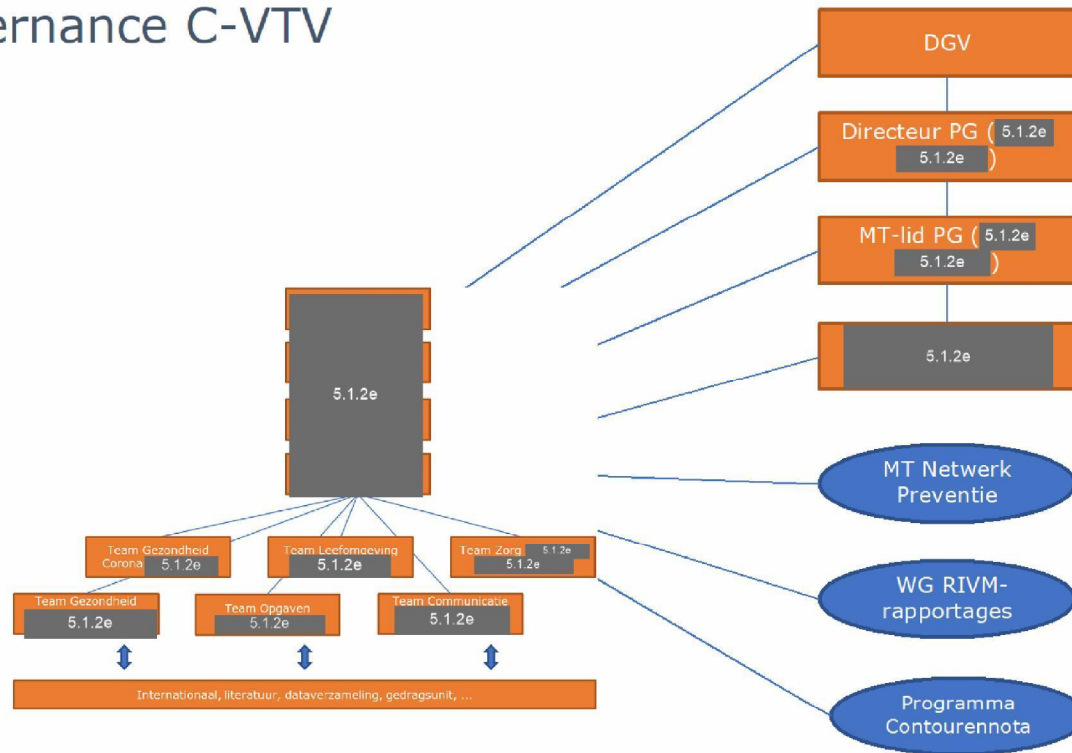 ernance C-VTV
DGV
Directeur PG ( 5.1.2e
5.1.2e )
MT-lid PG ( 5.1.2e
5.1.2e )
5.1.2e
5.1.2e
MT Netwerk
Preventie
WG RIVM-
rapportages
Programma
Contourennota
Team Gezondheid
Corona 5.1.2e
Team Leefomgeving
5.1.2e
Team Zorg 5.1.2e
5.1.2e
Team Gezondheid
5.1.2e
Team Opgaven
5.1.2e
Team Communicatie
5.1.2e
Internationaal, literatuur, dataverzameling, gedragsunit, ...